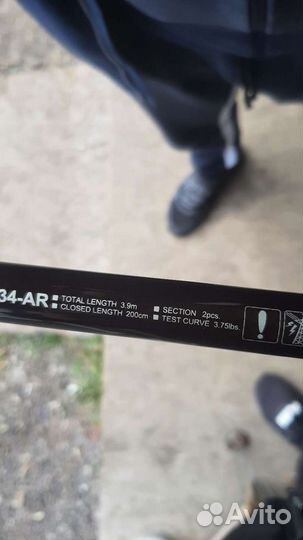 34-AR
TOTAL LENGTH 3.9m
CLOSED LENGTH 200cm
SECTION 2pcs.
TEST CURVE 3.75lbs.
Avito